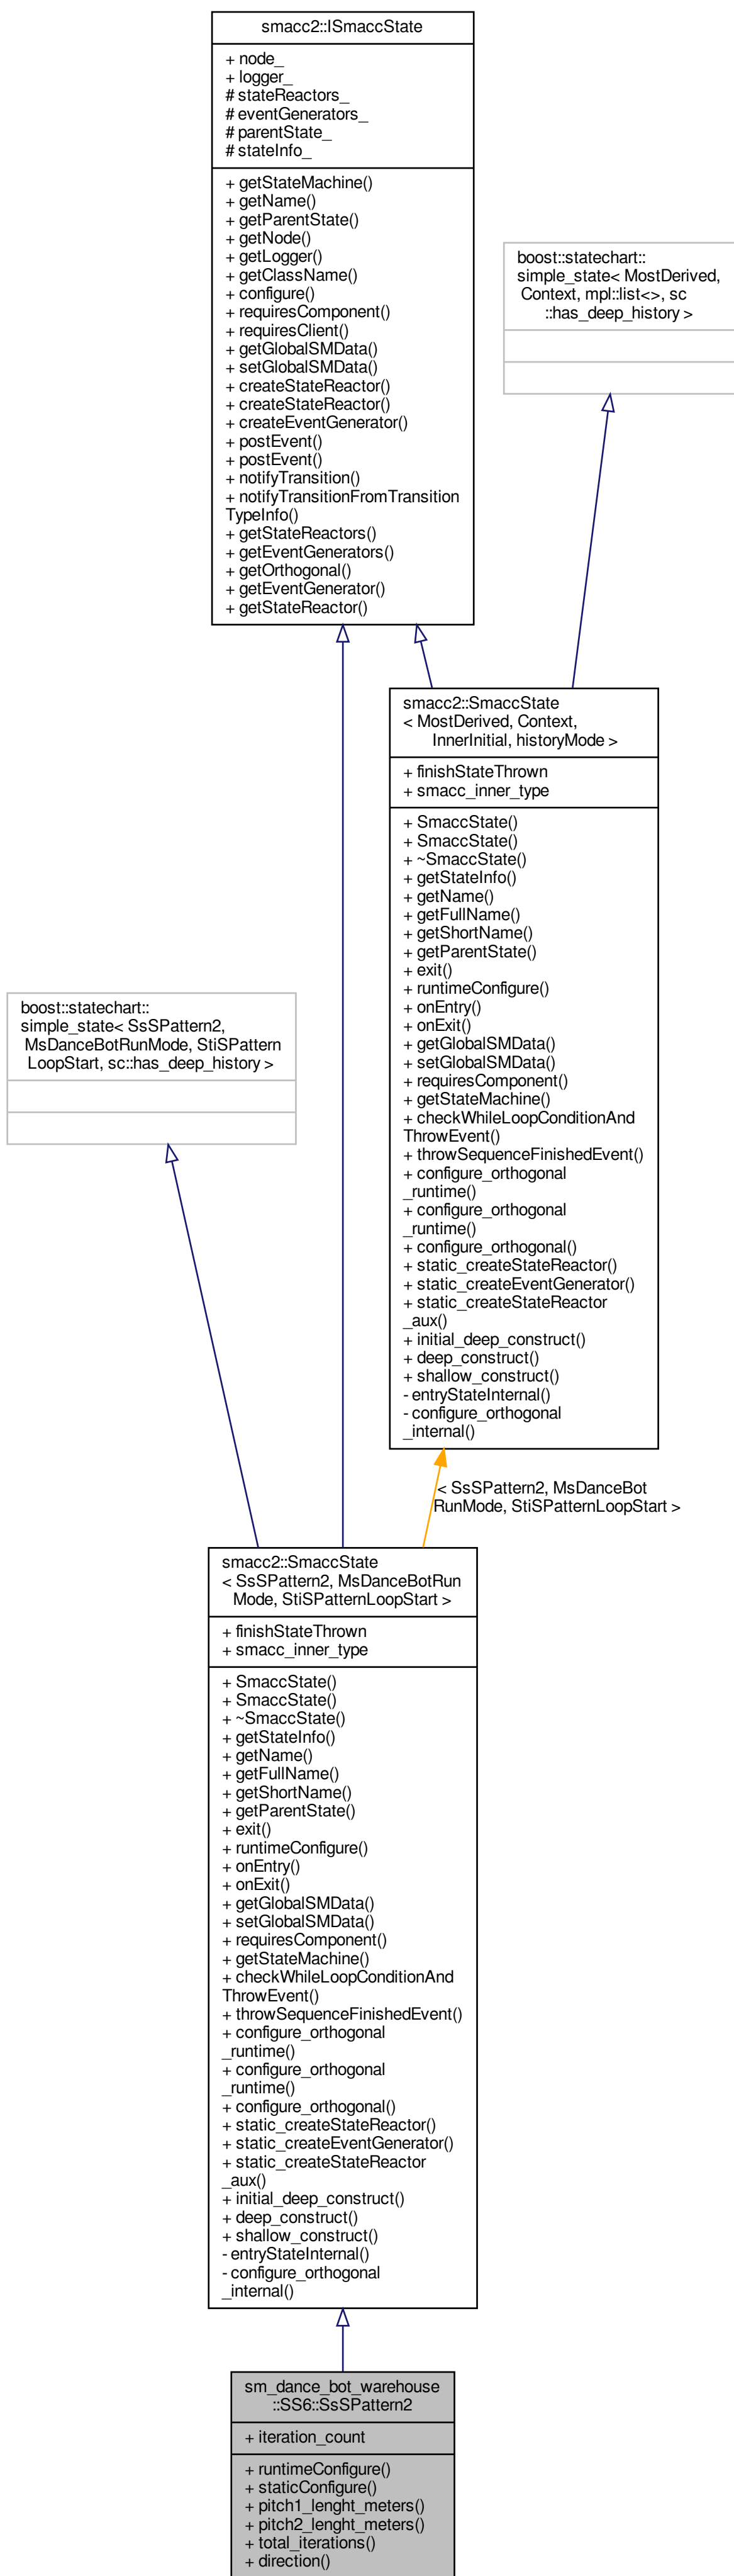 smacc2::ISmaccState
+ node_
+ logger_
# stateReactors_
# eventGenerators_
# parentState_
# stateInfo_
+ getStateMachine()
+ getName()
+ getParentState()
+ getNode()
+ getLogger()
+ getClassName()
+ configure()
+ requiresComponent()
+ requiresClient()
+ getGlobalSMData()
+ setGlobalSMData()
+ createStateReactor()
+ createStateReactor()
+ createEventGenerator()
+ postEvent()
+ postEvent()
+ notifyTransition()
+ notifyTransitionFromTransition
TypeInfo()
+ getStateReactors()
+ getEventGenerators()
+ getOrthogonal()
+ getEventGenerator()
+ getStateReactor()
boost::statechart::
simple_state< MostDerived,
Context, mpl::list<>, sc
::has_deep_history >
smacc2::SmaccState
< MostDerived, Context,
InnerInitial, historyMode >
+ finishStateThrown
+ smacc_inner_type
+ SmaccState()
+ SmaccState()
+ ~SmaccState()
+ getStateInfo()
+ getName()
+ getFullName()
+ getShortName()
+ getParentState()
+ exit()
+ runtimeConfigure()
+ onEntry()
+ onExit()
+ getGlobalSMData()
+ setGlobalSMData()
+ requiresComponent()
+ getStateMachine()
+ checkWhileLoopConditionAnd
ThrowEvent()
+ throwSequenceFinishedEvent()
+ configure_orthogonal
_runtime()
+ configure_orthogonal
_runtime()
+ configure_orthogonal()
+ static_createStateReactor()
+ static_createEventGenerator()
+ static_createStateReactor
_aux()
+ initial_deep_construct()
+ deep_construct()
+ shallow_construct()
- entryStateInternal()
- configure_orthogonal
_internal()
boost::statechart::
simple_state< SsSPattern2,
MsDanceBotRunMode, StiSPattern
LoopStart, sc::has_deep_history >
< SsSPattern2, MsDanceBot
RunMode, StiSPatternLoopStart >
smacc2::SmaccState
< SsSPattern2, MsDanceBotRun
Mode, StiSPatternLoopStart >
+ finishStateThrown
+ smacc_inner_type
+ SmaccState()
+ SmaccState()
+ ~SmaccState()
+ getStateInfo()
+ getName()
+ getFullName()
+ getShortName()
+ getParentState()
+ exit()
+ runtimeConfigure()
+ onEntry()
+ onExit()
+ getGlobalSMData()
+ setGlobalSMData()
+ requiresComponent()
+ getStateMachine()
+ checkWhileLoopConditionAnd
ThrowEvent()
+ throwSequenceFinishedEvent()
+ configure_orthogonal
_runtime()
+ configure_orthogonal
_runtime()
+ configure_orthogonal()
+ static_createStateReactor()
+ static_createEventGenerator()
+ static_createStateReactor
_aux()
+ initial_deep_construct()
+ deep_construct()
+ shallow_construct()
- entryStateInternal()
- configure_orthogonal
_internal()
sm_dance_bot_warehouse
::SS6::SsSPattern2
+ iteration_count
+ runtimeConfigure()
+ staticConfigure()
+ pitch1_lenght_meters()
+ pitch2_lenght_meters()
+ total_iterations()
+ direction()